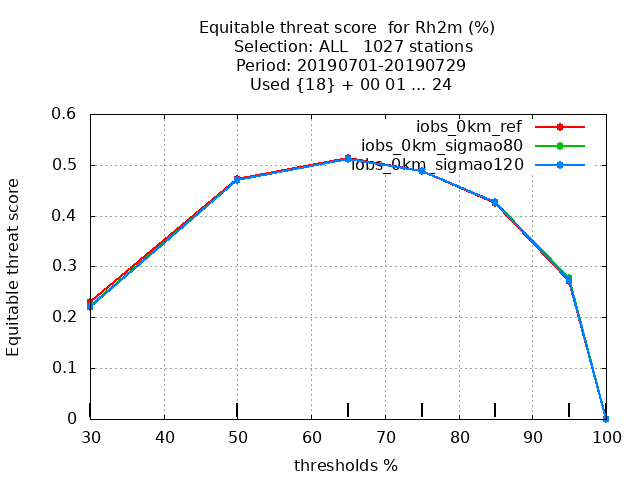 Equitable threat score  for Rh2m (%)
Selection: ALL   1027 stations
Period: 20190701-20190729
Used {18} + 00 01 ... 24
iobs_0km_ref
iobs_0km_sigmao80
iobs_0km_sigmao120
Equitable threat score
0.6
0.5
0.4
0.3
0.2
0.1
0
30 40 50 60 70 80 90 100
thresholds %